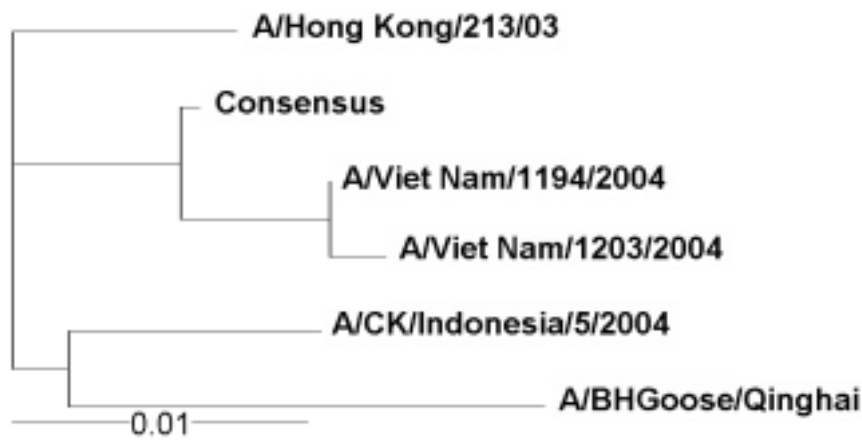 A/Hong Kong/213/03
Consensus
A/Viet Nam/1194/2004
A/Viet Nam/1203/2004
A/CK/Indonesia/5/2004
A/BHGoose/Qinghai
0.01